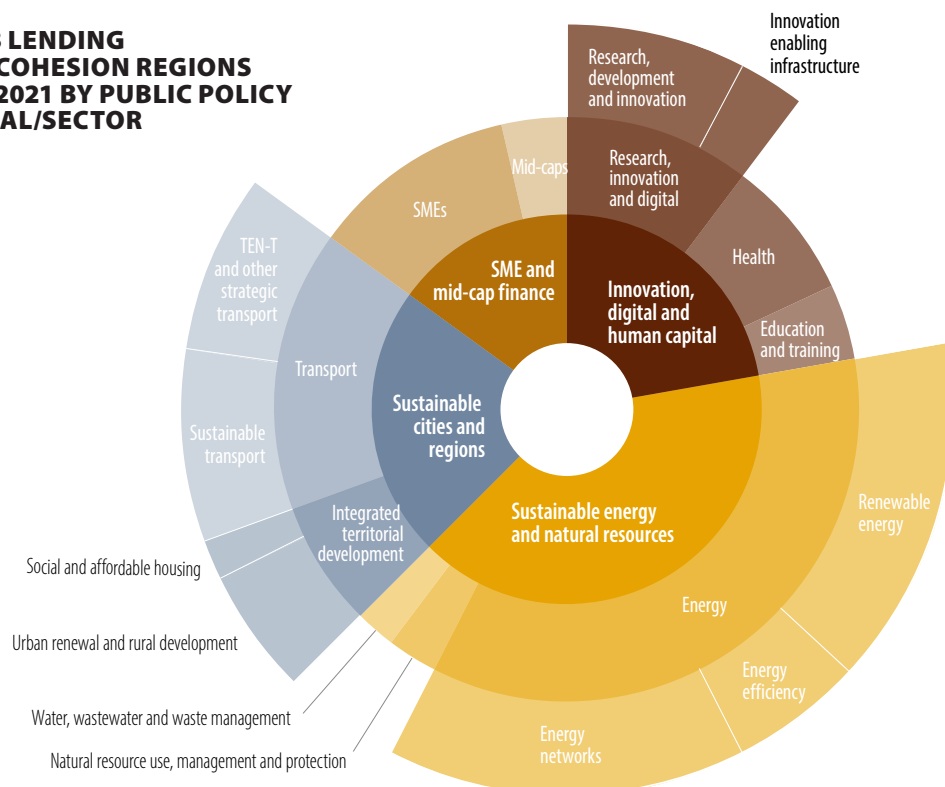 LENDING
COHESION REGIONS
2021 BY PUBLIC POLICY
AL/SECTOR
Innovation
enabling
infrastructure
Research,
development
and innovation
Mid-caps
Research,
innovation
and digital
SMEs
Health
TEN-T
and other
strategic
transport
SME and
mid-cap finance
Innovation,
digital and
human capital
Education
and training
Transport
Sustainable
cities and
regions
Sustainable
transport
Sustainable energy
and natural resources
Renewable
energy
Integrated
territorial
development
Social and affordable housing
Energy
Urban renewal and rural development
Energy
efficiency
Water, wastewater and waste management
Energy
networks
Natural resource use, management and protection